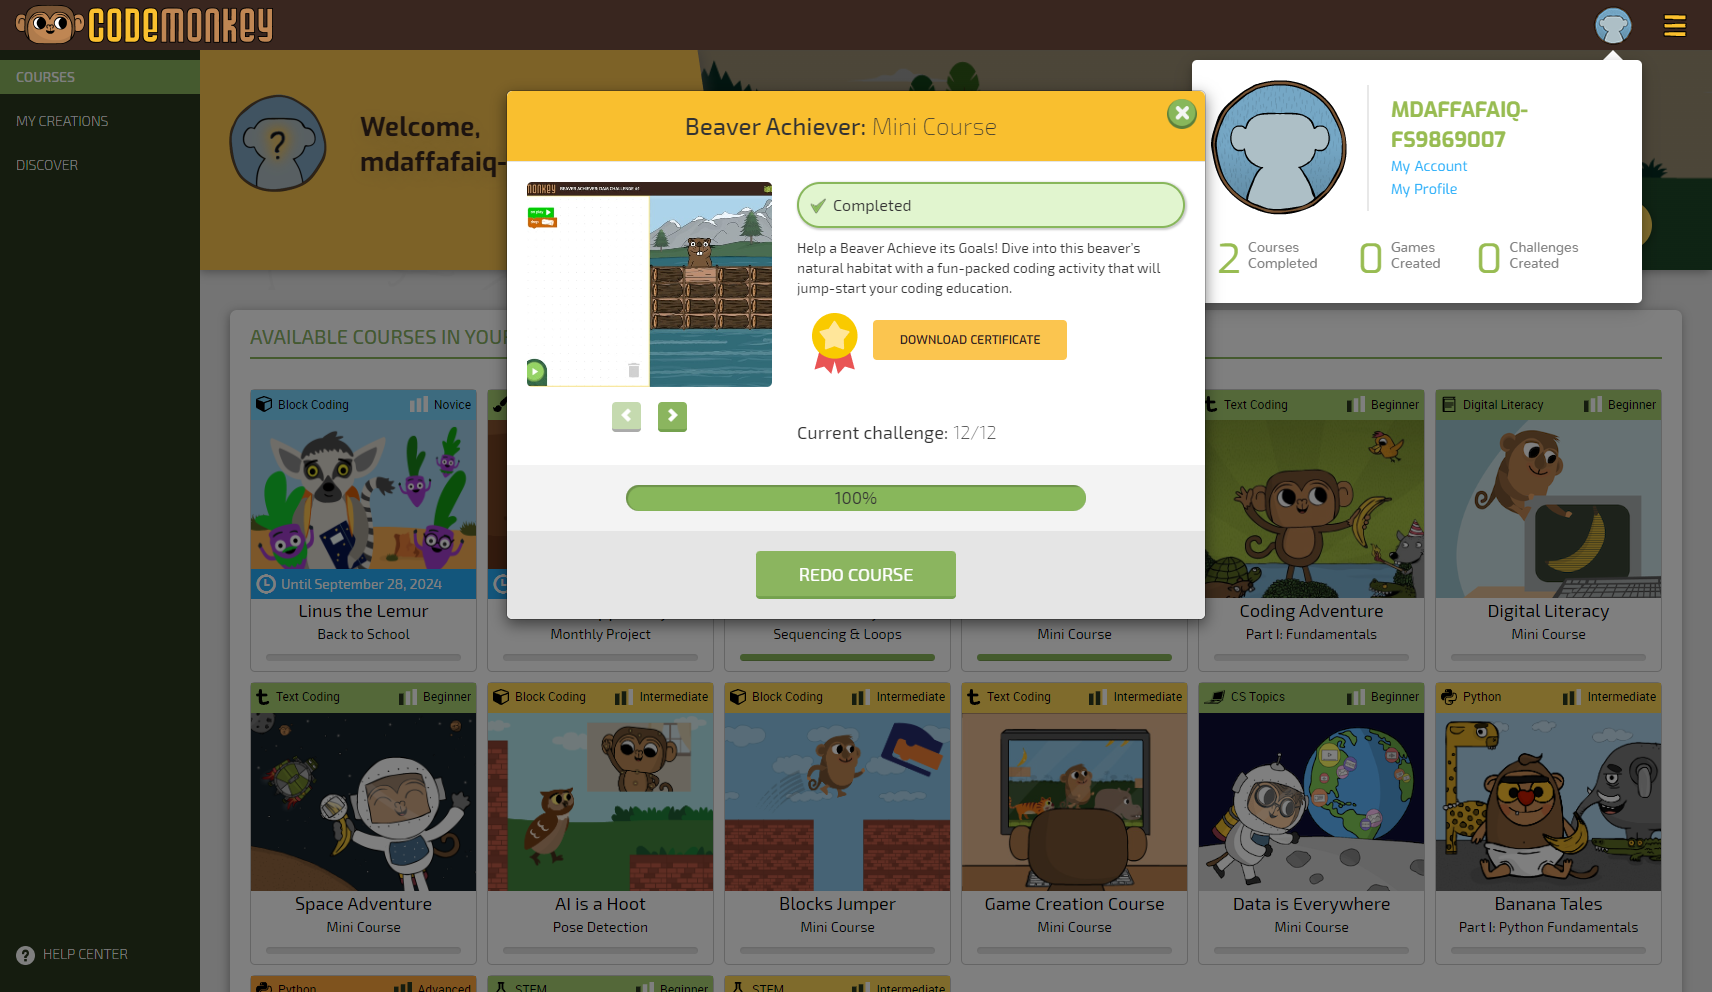 CODEMONKEY
COURSES
MY CREATIONS
DISCOVER
HELP CENTER
Welcome,
mdaffafaiq-
MDAFFAFAIQ-
FS9869007
My Account
My Profile
2 Courses Completed
0 Games Created
0 Challenges Created
Beaver Achiever: Mini Course
Completed
Help a Beaver Achieve its Goals! Dive into this beaver's
natural habitat with a fun-packed coding activity that will
jump-start your coding education.
DOWNLOAD CERTIFICATE
Current challenge: 12/12
100%
REDO COURSE
AVAILABLE COURSES IN YOUR
Block Coding Novice
Until September 28, 2024
Linus the Lemur
Back to School
Monthly Project
Sequencing & Loops
Mini Course
Text Coding Beginner
Coding Adventure
Part I: Fundamentals
Digital Literacy Beginner
Digital Literacy
Mini Course
Text Coding Beginner
Space Adventure
Mini Course
Block Coding Intermediate
AI is a Hoot
Pose Detection
Block Coding Intermediate
Blocks Jumper
Mini Course
Text Coding Intermediate
Game Creation Course
Mini Course
CS Topics Beginner
Data is Everywhere
Mini Course
Python Intermediate
Banana Tales
Part I: Python Fundamentals
Python Advanced
STEM Beginner
STEM Intermediate